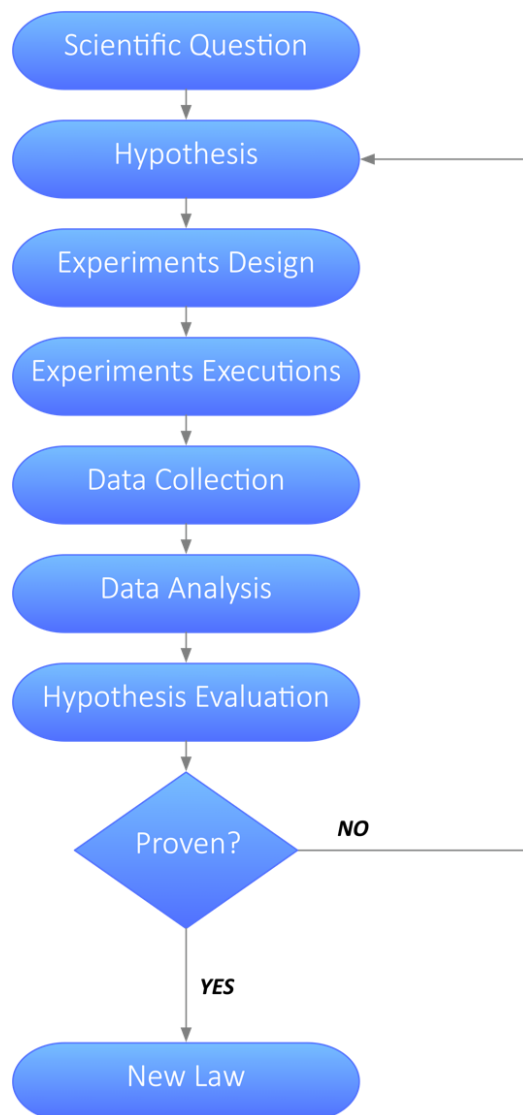 Scientific Question
Hypothesis
Experiments Design
Experiments Executions
Data Collection
Data Analysis
Hypothesis Evaluation
Proven?
NO
YES
New Law